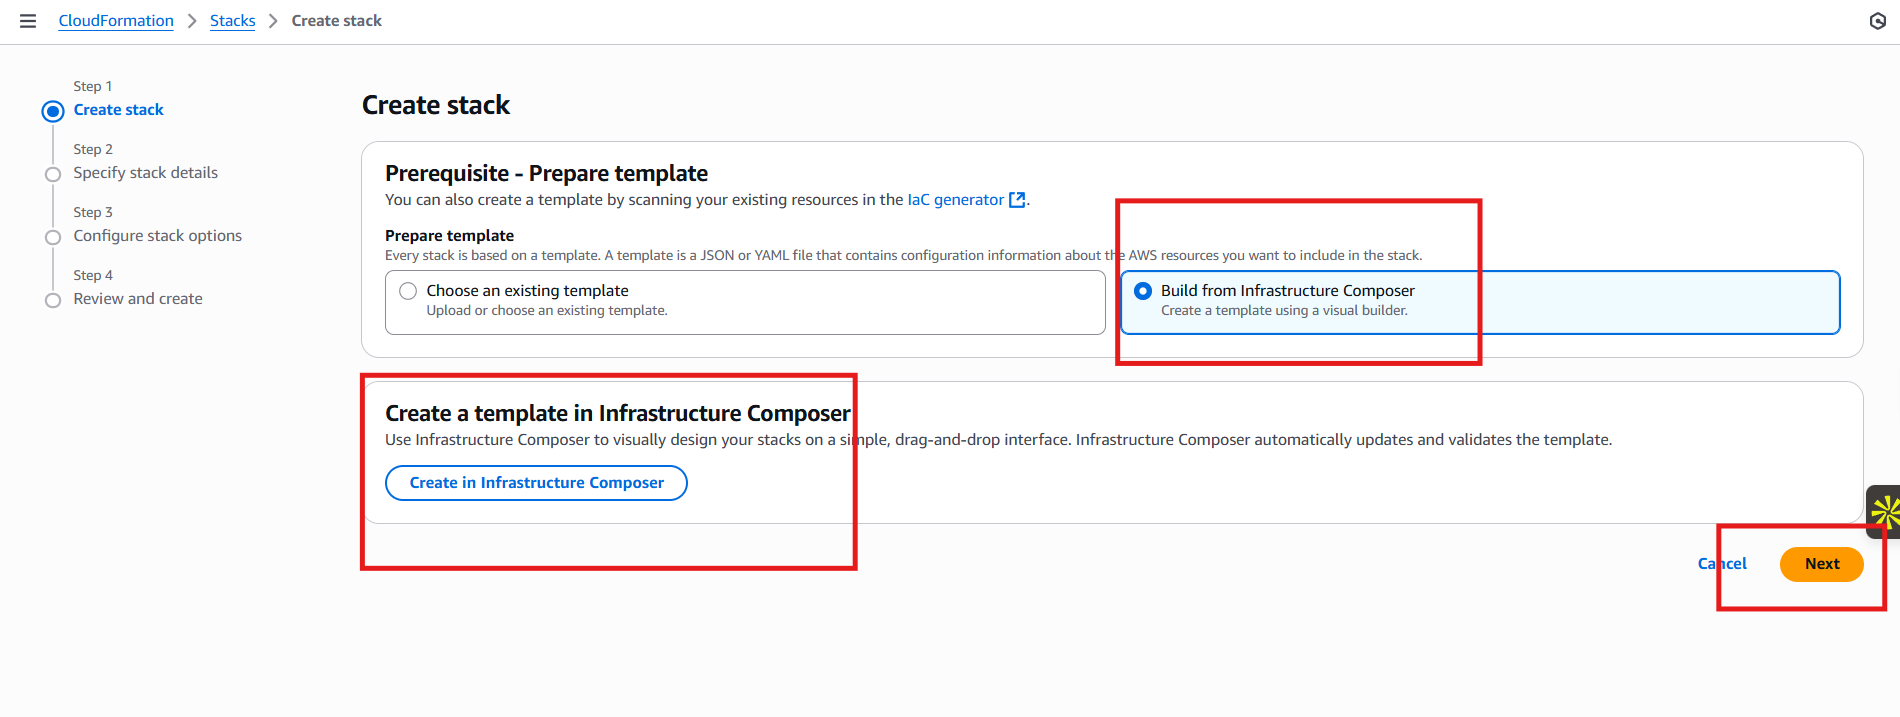 CloudFormation > Stacks > Create stack
Step 1
Create stack
Step 2
Specify stack details
Step 3
Configure stack options
Step 4
Review and create
Create stack
Prerequisite - Prepare template
You can also create a template by scanning your existing resources in the IaC generator.
Prepare template
Every stack is based on a template. A template is a JSON or YAML file that contains configuration information about the AWS resources you want to include in the stack.
Choose an existing template
Upload or choose an existing template.
Build from Infrastructure Composer
Create a template using a visual builder.
Create a template in Infrastructure Composer
Use Infrastructure Composer to visually design your stacks on a simple, drag-and-drop interface. Infrastructure Composer automatically updates and validates the template.
Create in Infrastructure Composer
Cancel
Next